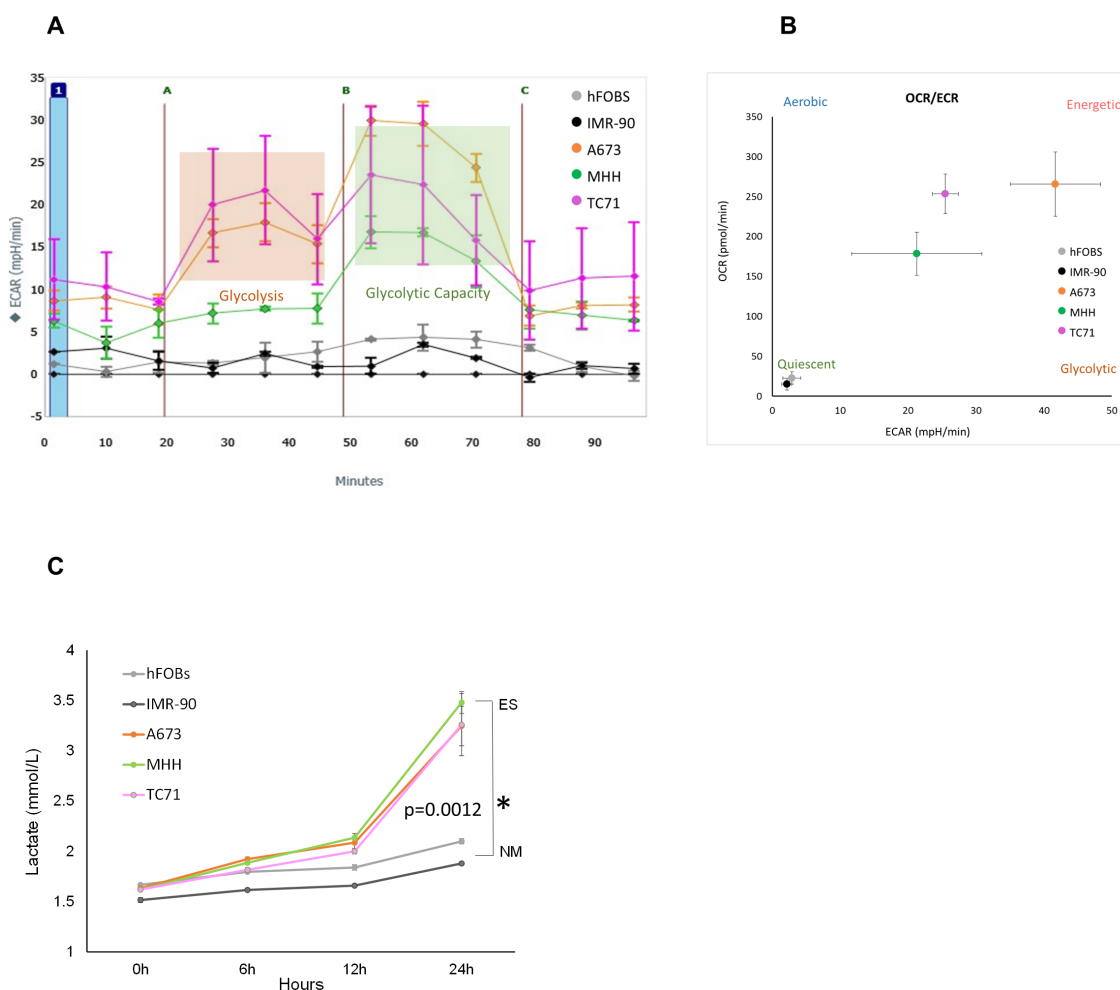 A
35
30
25
20
15
10
5
0
-5
◆ ECAR (mpH/min)
1
A
B
C
hFOBS
IMR-90
A673
MHH
TC71
Glycolysis
Glycolytic Capacity
0 10 20 30 40 50 60 70 80 90
Minutes
B
Aerobic
OCR/ECR
Energetic
350
300
250
200
150
100
50
0
OCR (pmol/min)
hFOBS
IMR-90
A673
MHH
TC71
Quiescent
Glycolytic
0 10 20 30 40 50
ECAR (mpH/min)
C
4
3.5
3
2.5
2
1.5
1
Lactate (mmol/L)
hFOBs
IMR-90
A673
MHH
TC71
ES
p=0.0012 *
NM
0h 6h 12h 24h
Hours